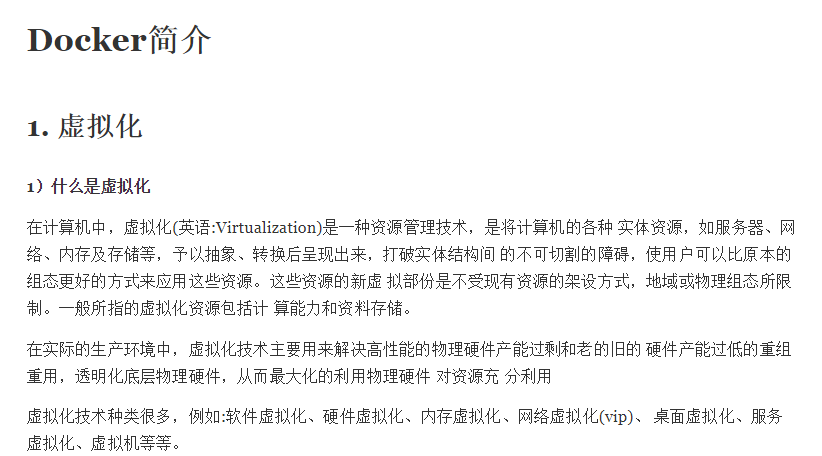 Docker简介
1. 虚拟化
1）什么是虚拟化
在计算机中，虚拟化(英语:Virtualization)是一种资源管理技术，是将计算机的各种 实体资源，如服务器、网
络、内存及存储等，予以抽象、转换后呈现出来，打破实体结构间 的不可切割的障碍，使用户可以比原本的
组态更好的方式来应用这些资源。这些资源的新虚 拟部份是不受现有资源的架设方式，地域或物理组态所限
制。一般所指的虚拟化资源包括计 算能力和资料存储。
在实际的生产环境中，虚拟化技术主要用来解决高性能的物理硬件产能过剩和老的旧的 硬件产能过低的重组
重用，透明化底层物理硬件，从而最大化的利用物理硬件 对资源充 分利用
虚拟化技术种类很多，例如:软件虚拟化、硬件虚拟化、内存虚拟化、网络虚拟化(vip)、 桌面虚拟化、服务
虚拟化、虚拟机等等。